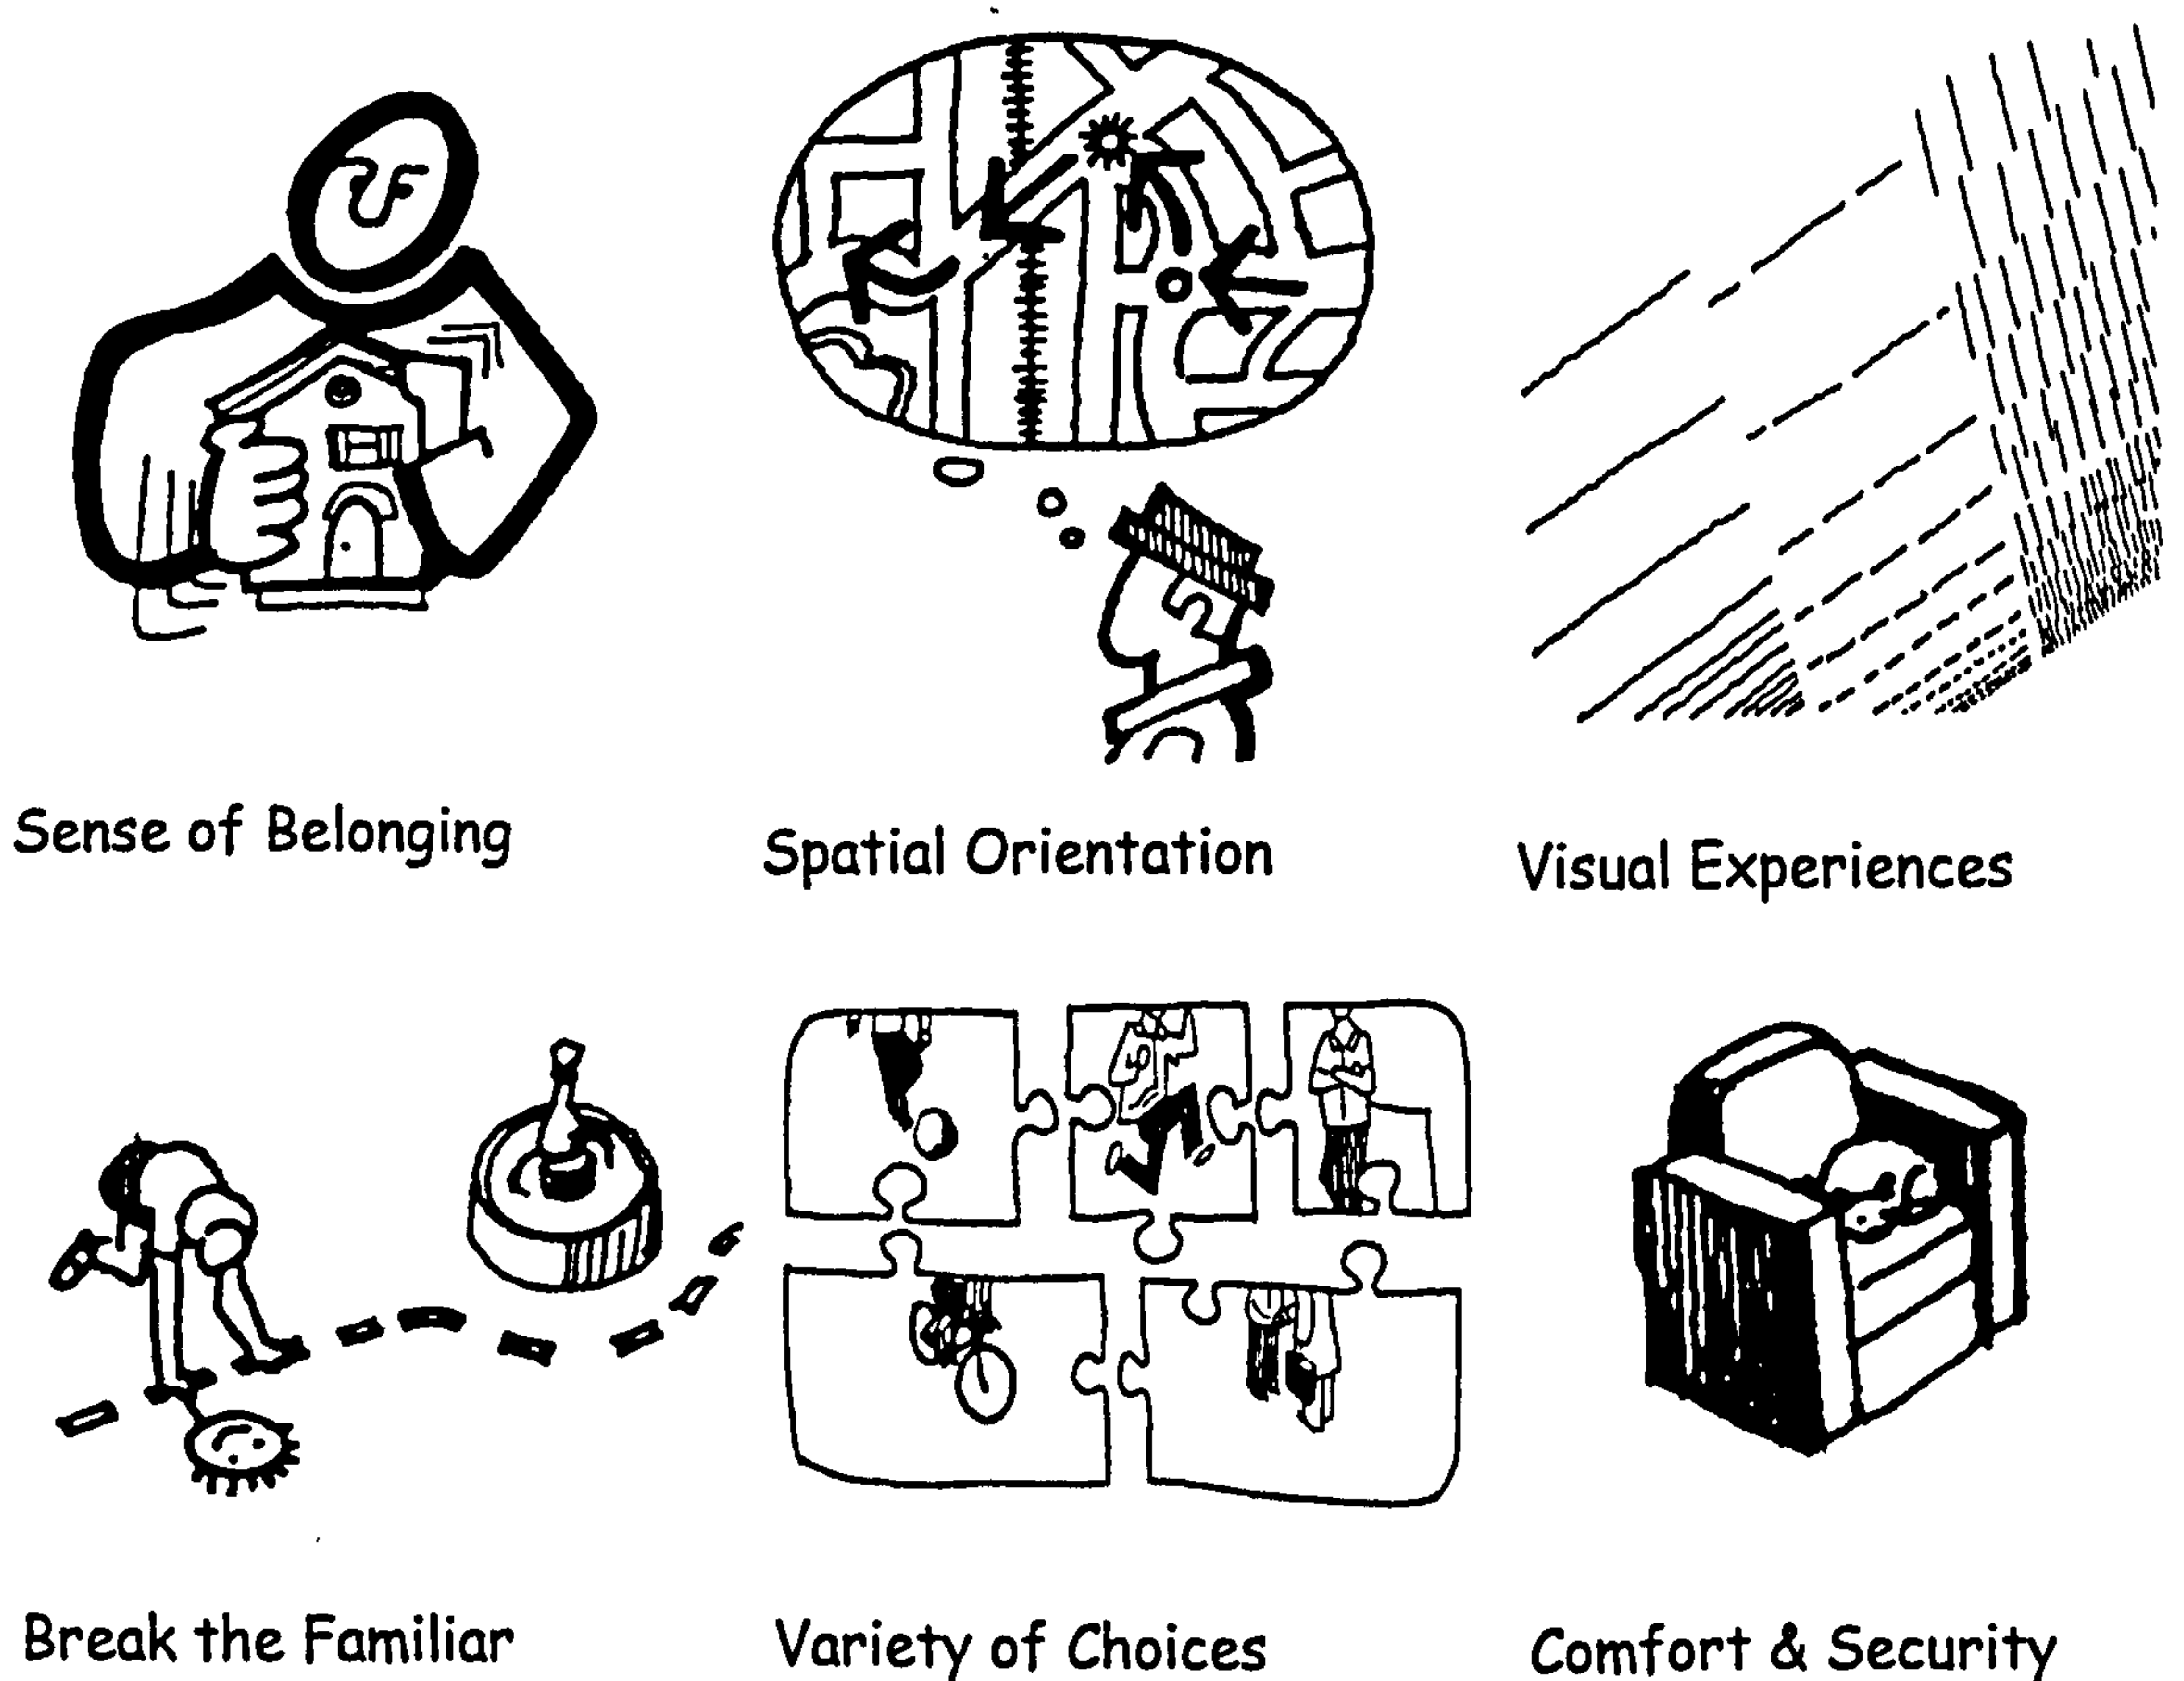 Sense of Belonging
Spatial Orientation
Visual Experiences
Break the Familiar
Variety of Choices
Comfort & Security